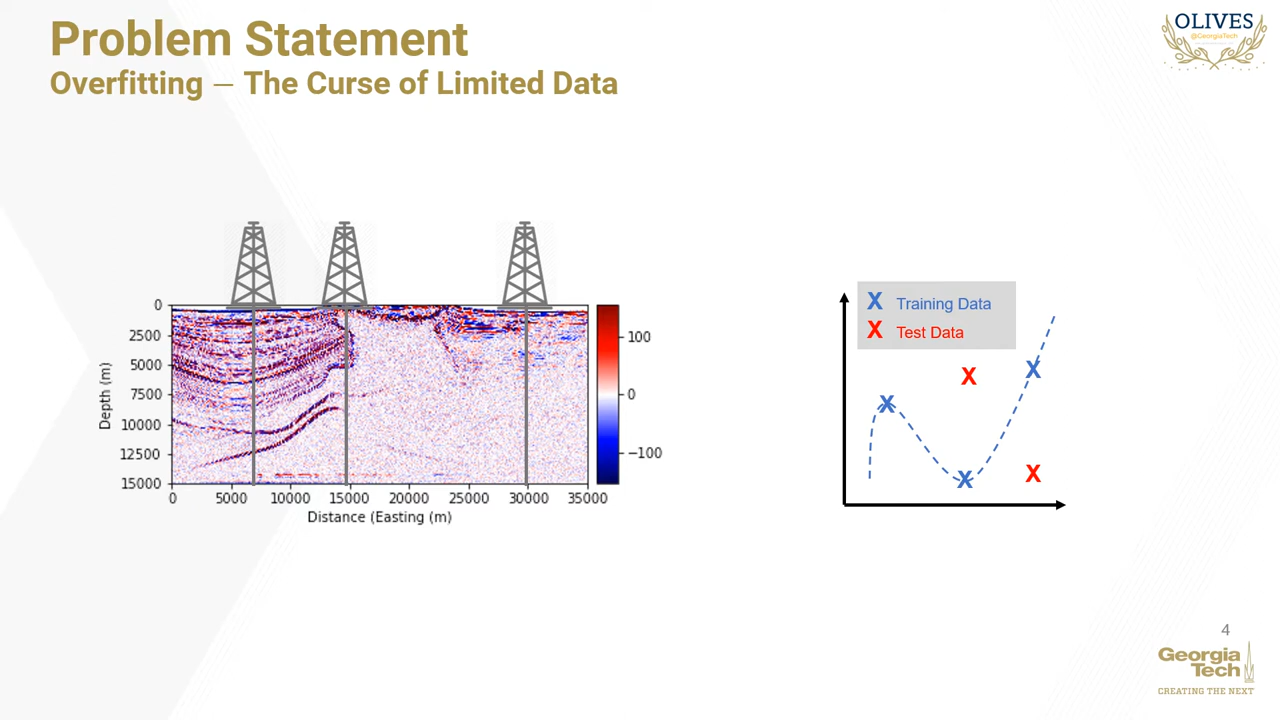 Problem Statement
Overfitting — The Curse of Limited Data
OLIVES
@GeorgiaTech
0
2500
5000
7500
10000
12500
15000
Depth (m)
0
5000
10000
15000
20000
25000
30000
35000
Distance (Easting (m)
100
0
−100
X Training Data
X Test Data
X
X
X
X
X
4
Georgia
Tech
CREATING THE NEXT